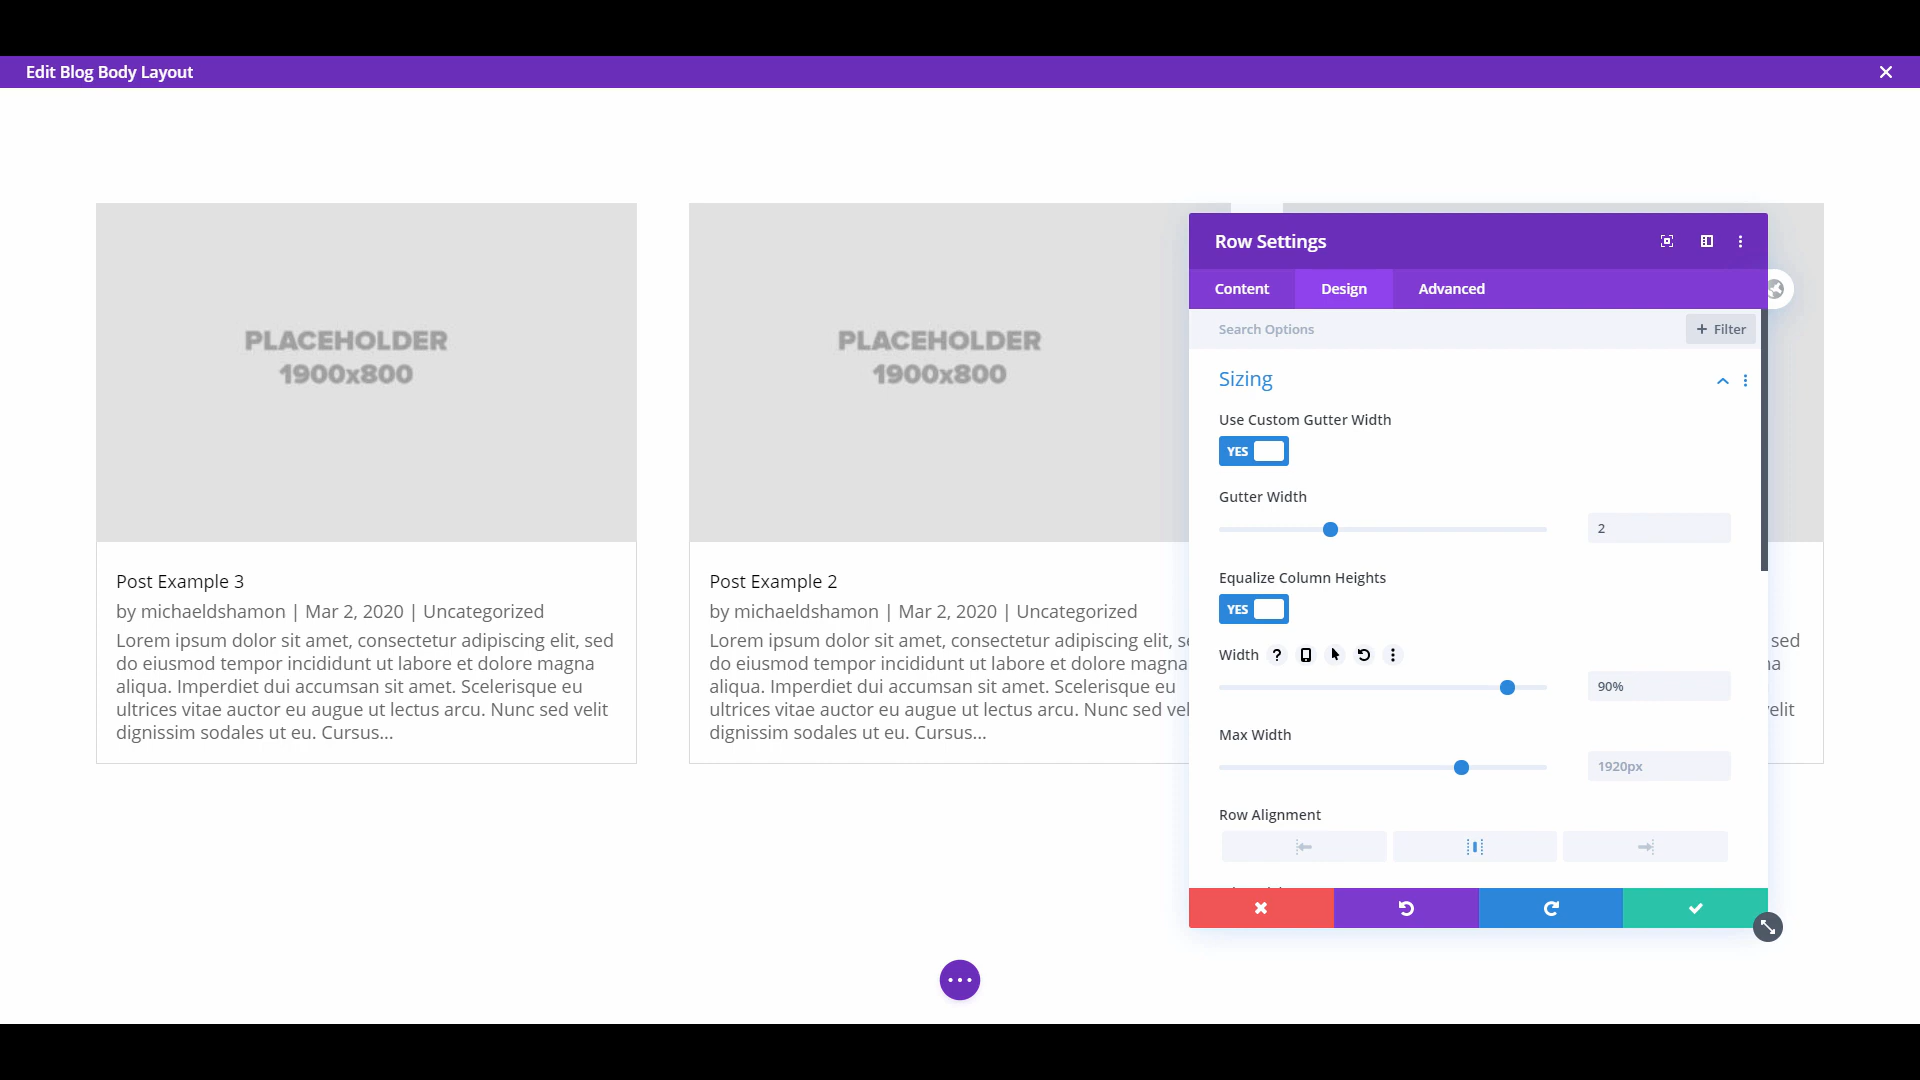 Edit Blog Body Layout
PLACEHOLDER
1900x800
Post Example 3
by michaeldshamon | Mar 2, 2020 | Uncategorized
Lorem ipsum dolor sit amet, consectetur adipiscing elit, sed
do eiusmod tempor incididunt ut labore et dolore magna
aliqua. Imperdiet dui accumsan sit amet. Scelerisque eu
ultrices vitae auctor eu augue ut lectus arcu. Nunc sed velit
dignissim sodales ut eu. Cursus...
PLACEHOLDER
1900x800
Post Example 2
by michaeldshamon | Mar 2, 2020 | Uncategorized
Lorem ipsum dolor sit amet, consectetur adipiscing elit,
do eiusmod tempor incididunt ut labore et dolore magna
aliqua. Imperdiet dui accumsan sit amet. Scelerisque eu
ultrices vitae auctor eu augue ut lectus arcu. Nunc sed
dignissim sodales ut eu. Cursus...
sed
Row Settings
Content Design Advanced
Search Options + Filter
Sizing
Use Custom Gutter Width
YES
Gutter Width
2
Equalize Column Heights
YES
Width ?
90%
Max Width
1920px
Row Alignment